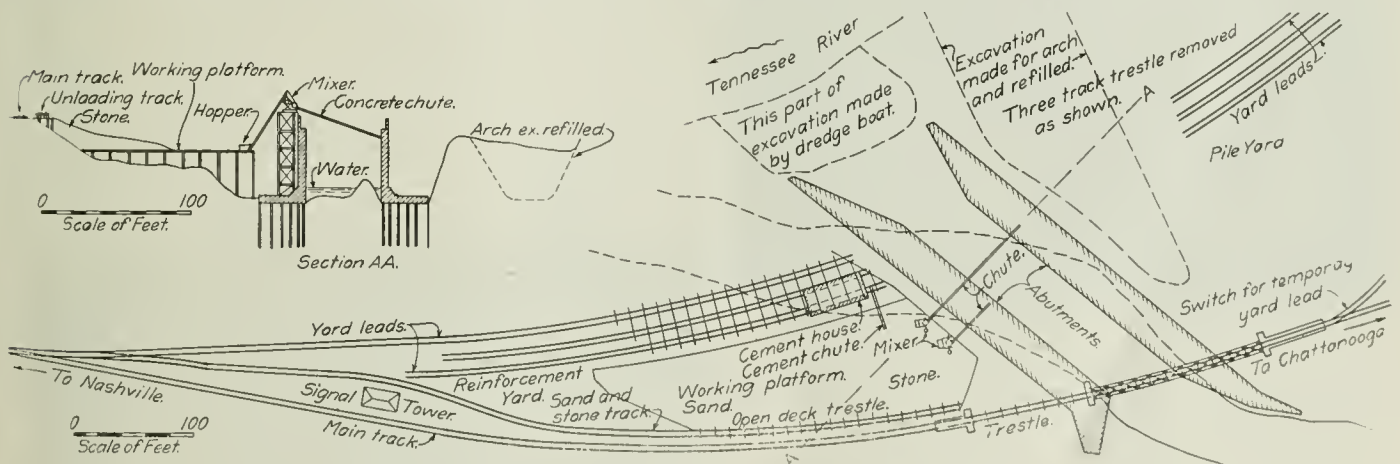 Main track.
Working platform.
Mixer.
Unloading track.
Stone.
Hopper
Concrete chute.
Water.
Arch ex. refilled.
0 100
Scale of Feet.
Section AA.
Tennessee River
This part of
excavation made
by dredge boat.
Excavation
made for arch
and refilled.
Three track trestle removed
as shown.
A
Yard leads
Pile Yara
Yord leads.
Chute.
Abutments
Switch for temporay
yard lead
To Chattanooga
Cement house.
Cement chute.
Mixer
To Nashville.
Signal Tower.
Reinforcement
Yard.
Sand and
stone track.
Working platform.
Sand.
Stone.
Open deck trestle.
Trestle.
Main track.
0 100
Scale of Feet.
A